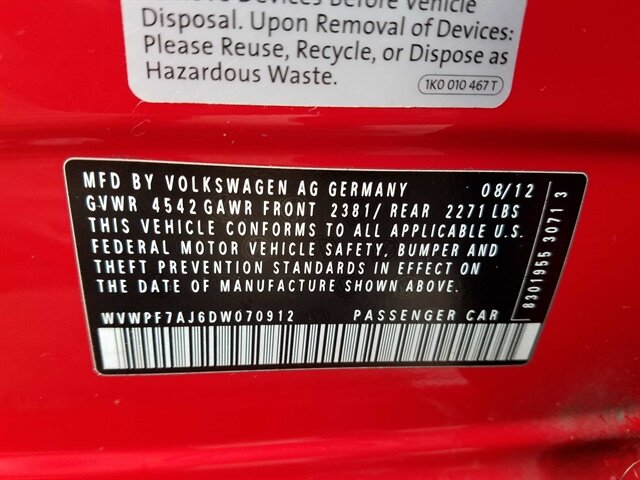 Devices Before Vehicle
Disposal. Upon Removal of Devices:
Please Reuse, Recycle, or Dispose as
Hazardous Waste.
1K0 010 467 T
MFD BY VOLKSWAGEN AG GERMANY 08/12
GVWR 4542 GAWR FRONT 2381/ REAR 2271 LBS
THIS VEHICLE CONFORMS TO ALL APPLICABLE U.S.
FEDERAL MOTOR VEHICLE SAFETY, BUMPER AND
THEFT PREVENTION STANDARDS IN EFFECT ON
THE DATE OF MANUFACTURE SHOWN ABOVE.
WVWPF7AJ6DW070912 PASSENGER CAR
8301955 3071 3